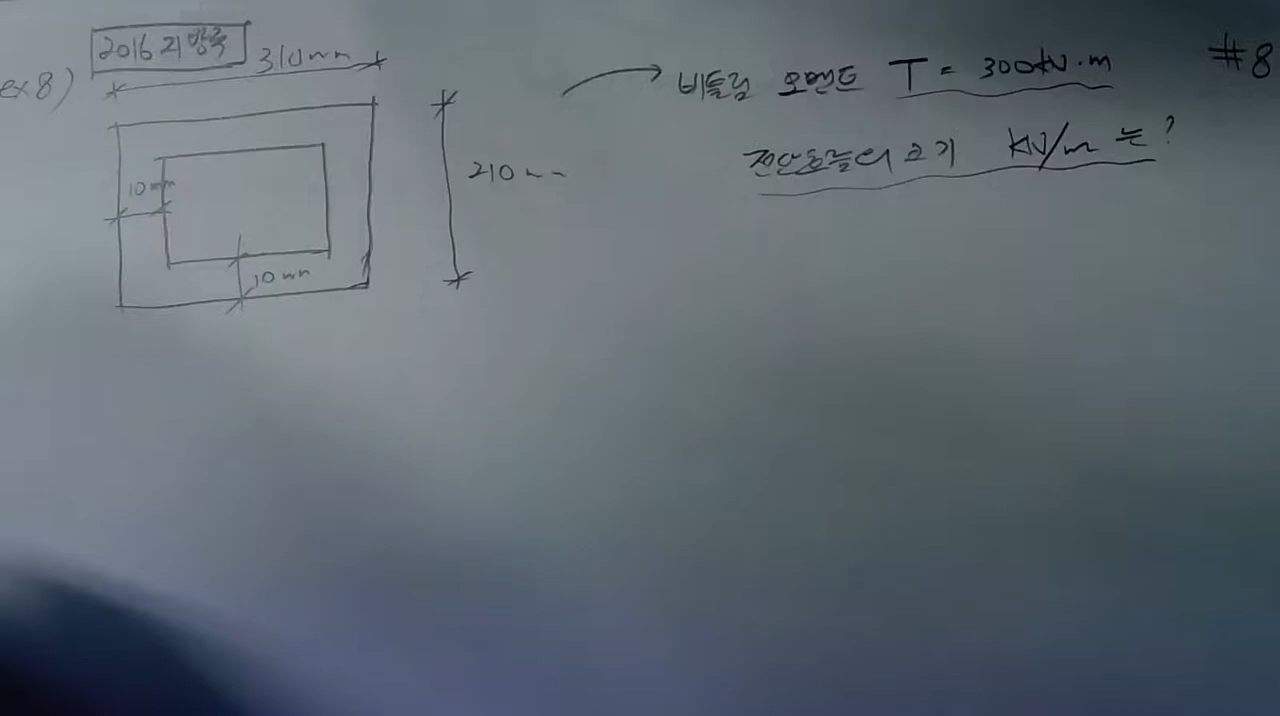 2016 지방직
310mm
ex8)
10mm
10mm
210mm
비틀림 모멘트 T = 300kN·m
#8
전단흐름의 크기 kN/m 는?